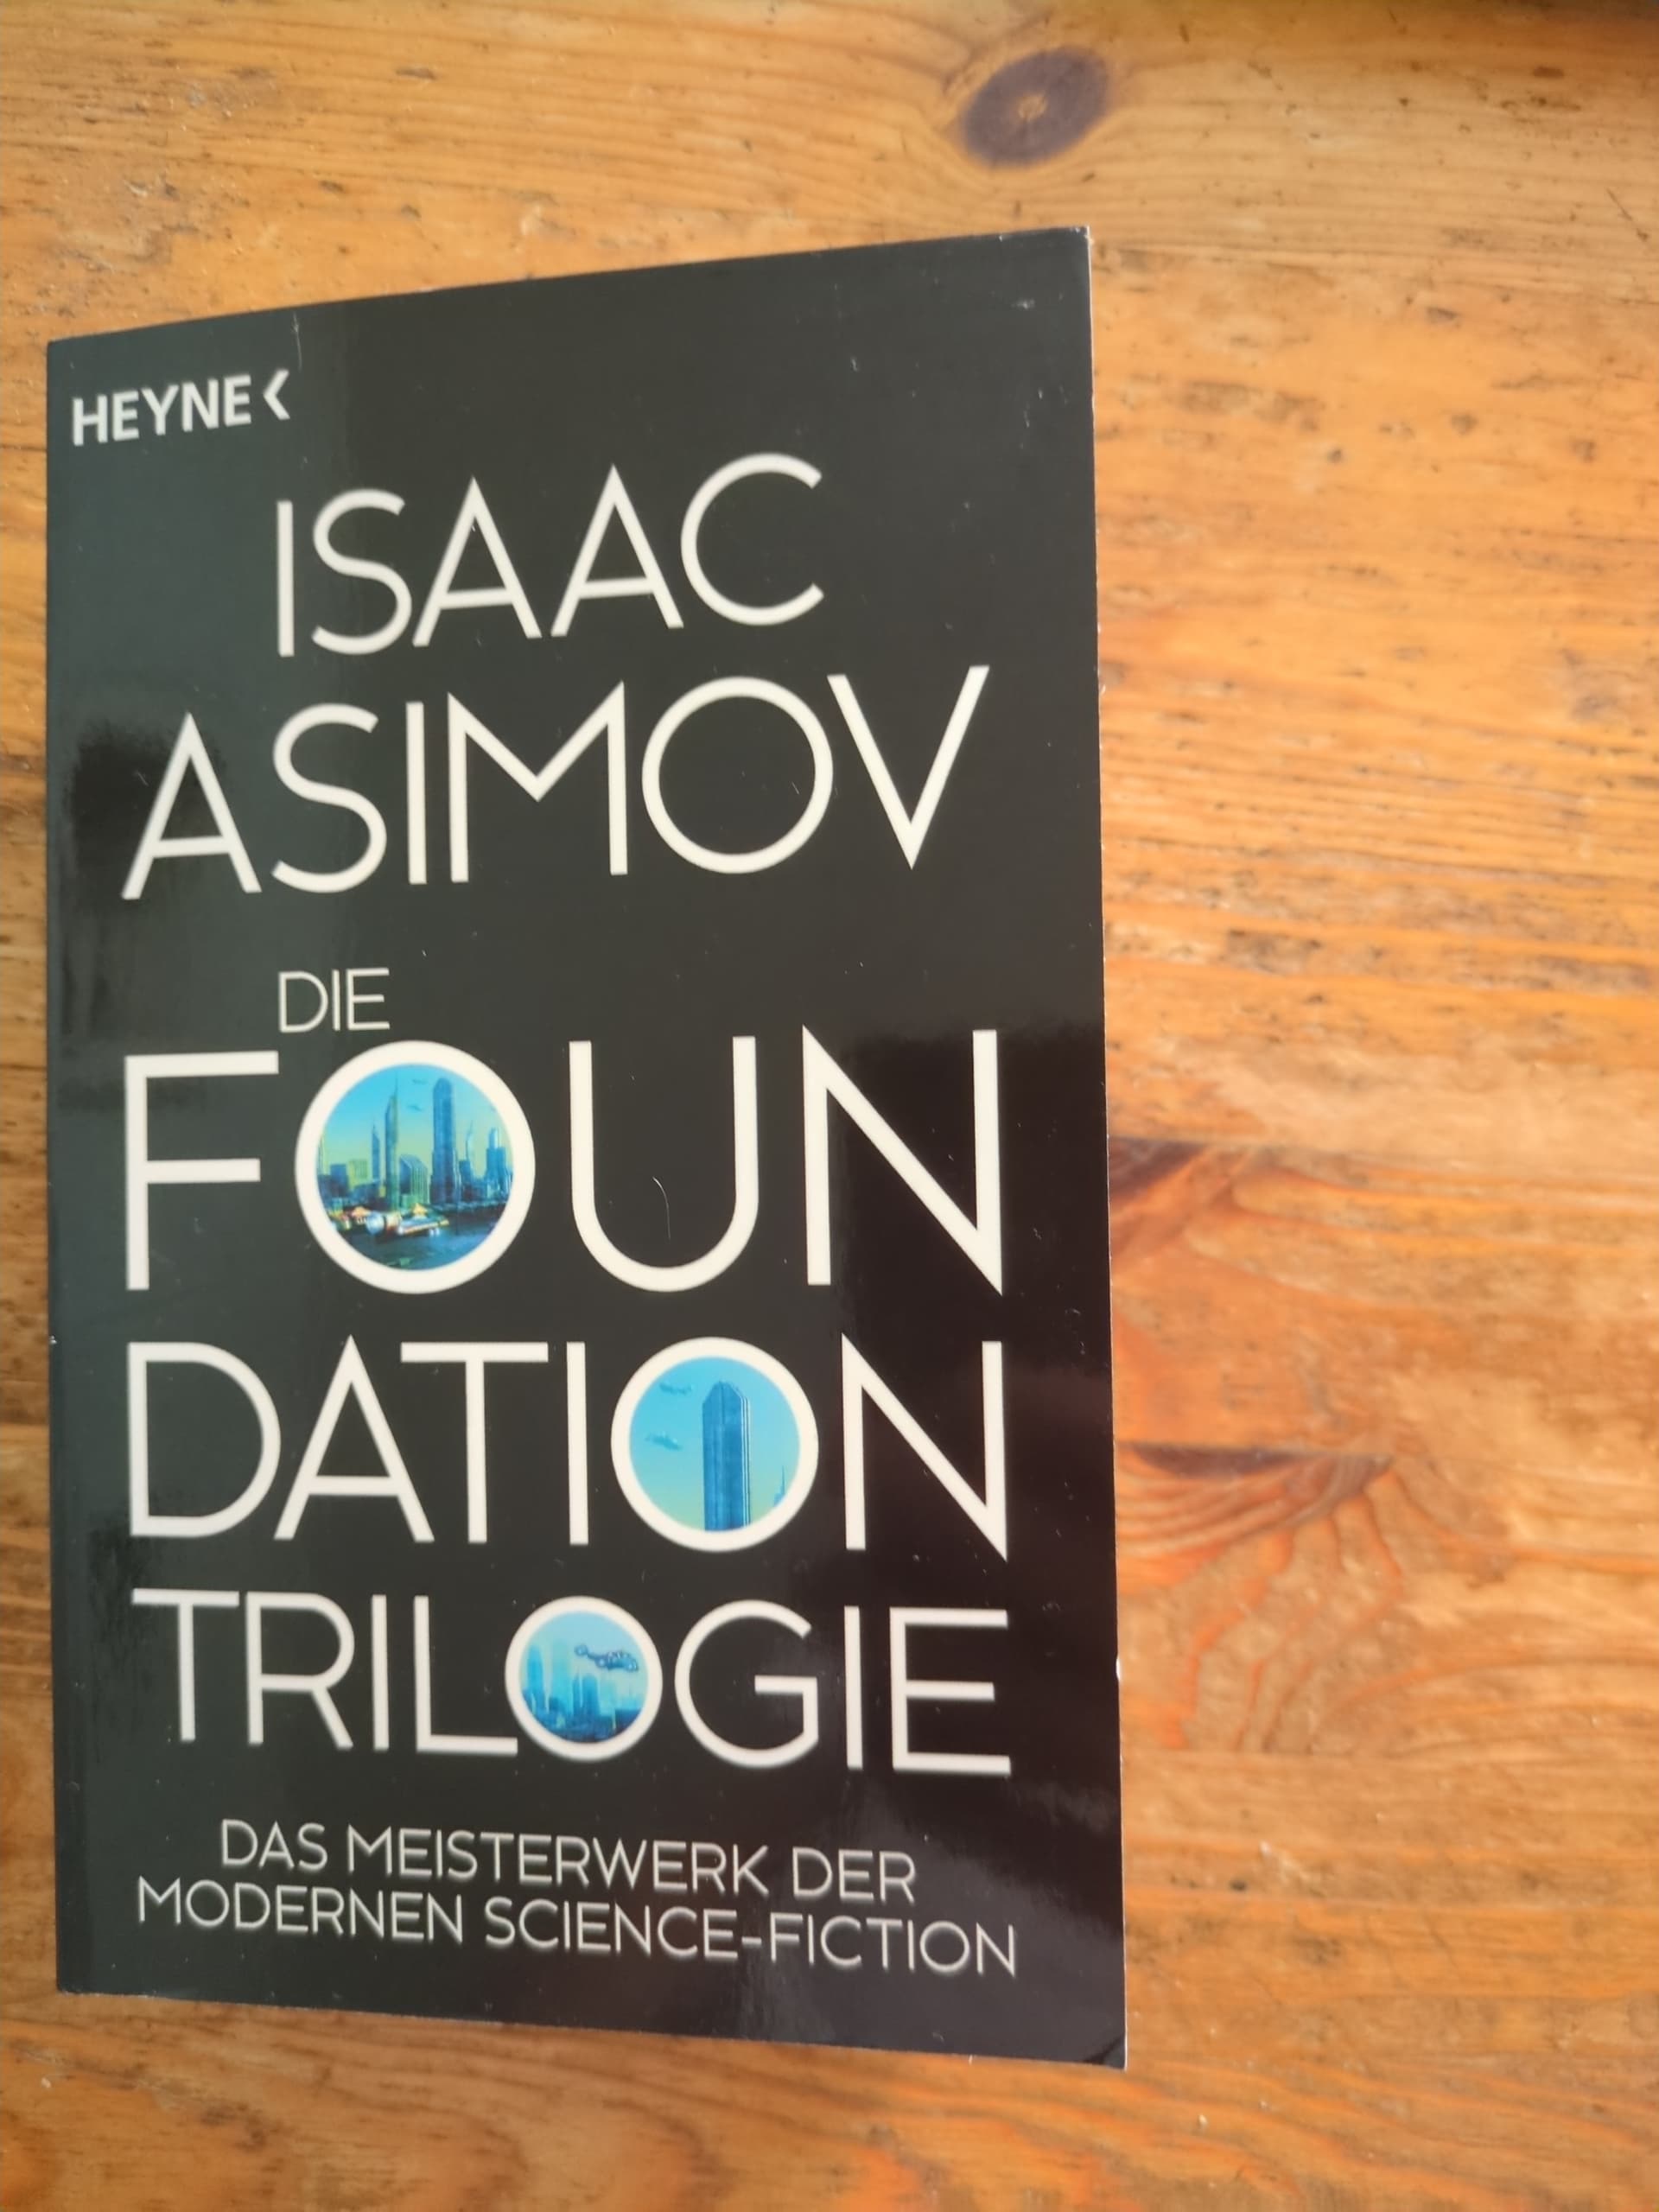 HEYNE <
ISAAC
ASIMOV
DIE
FOUN
DATION
TRILOGIE
DAS MEISTERWERK DER
MODERNEN SCIENCE-FICTION